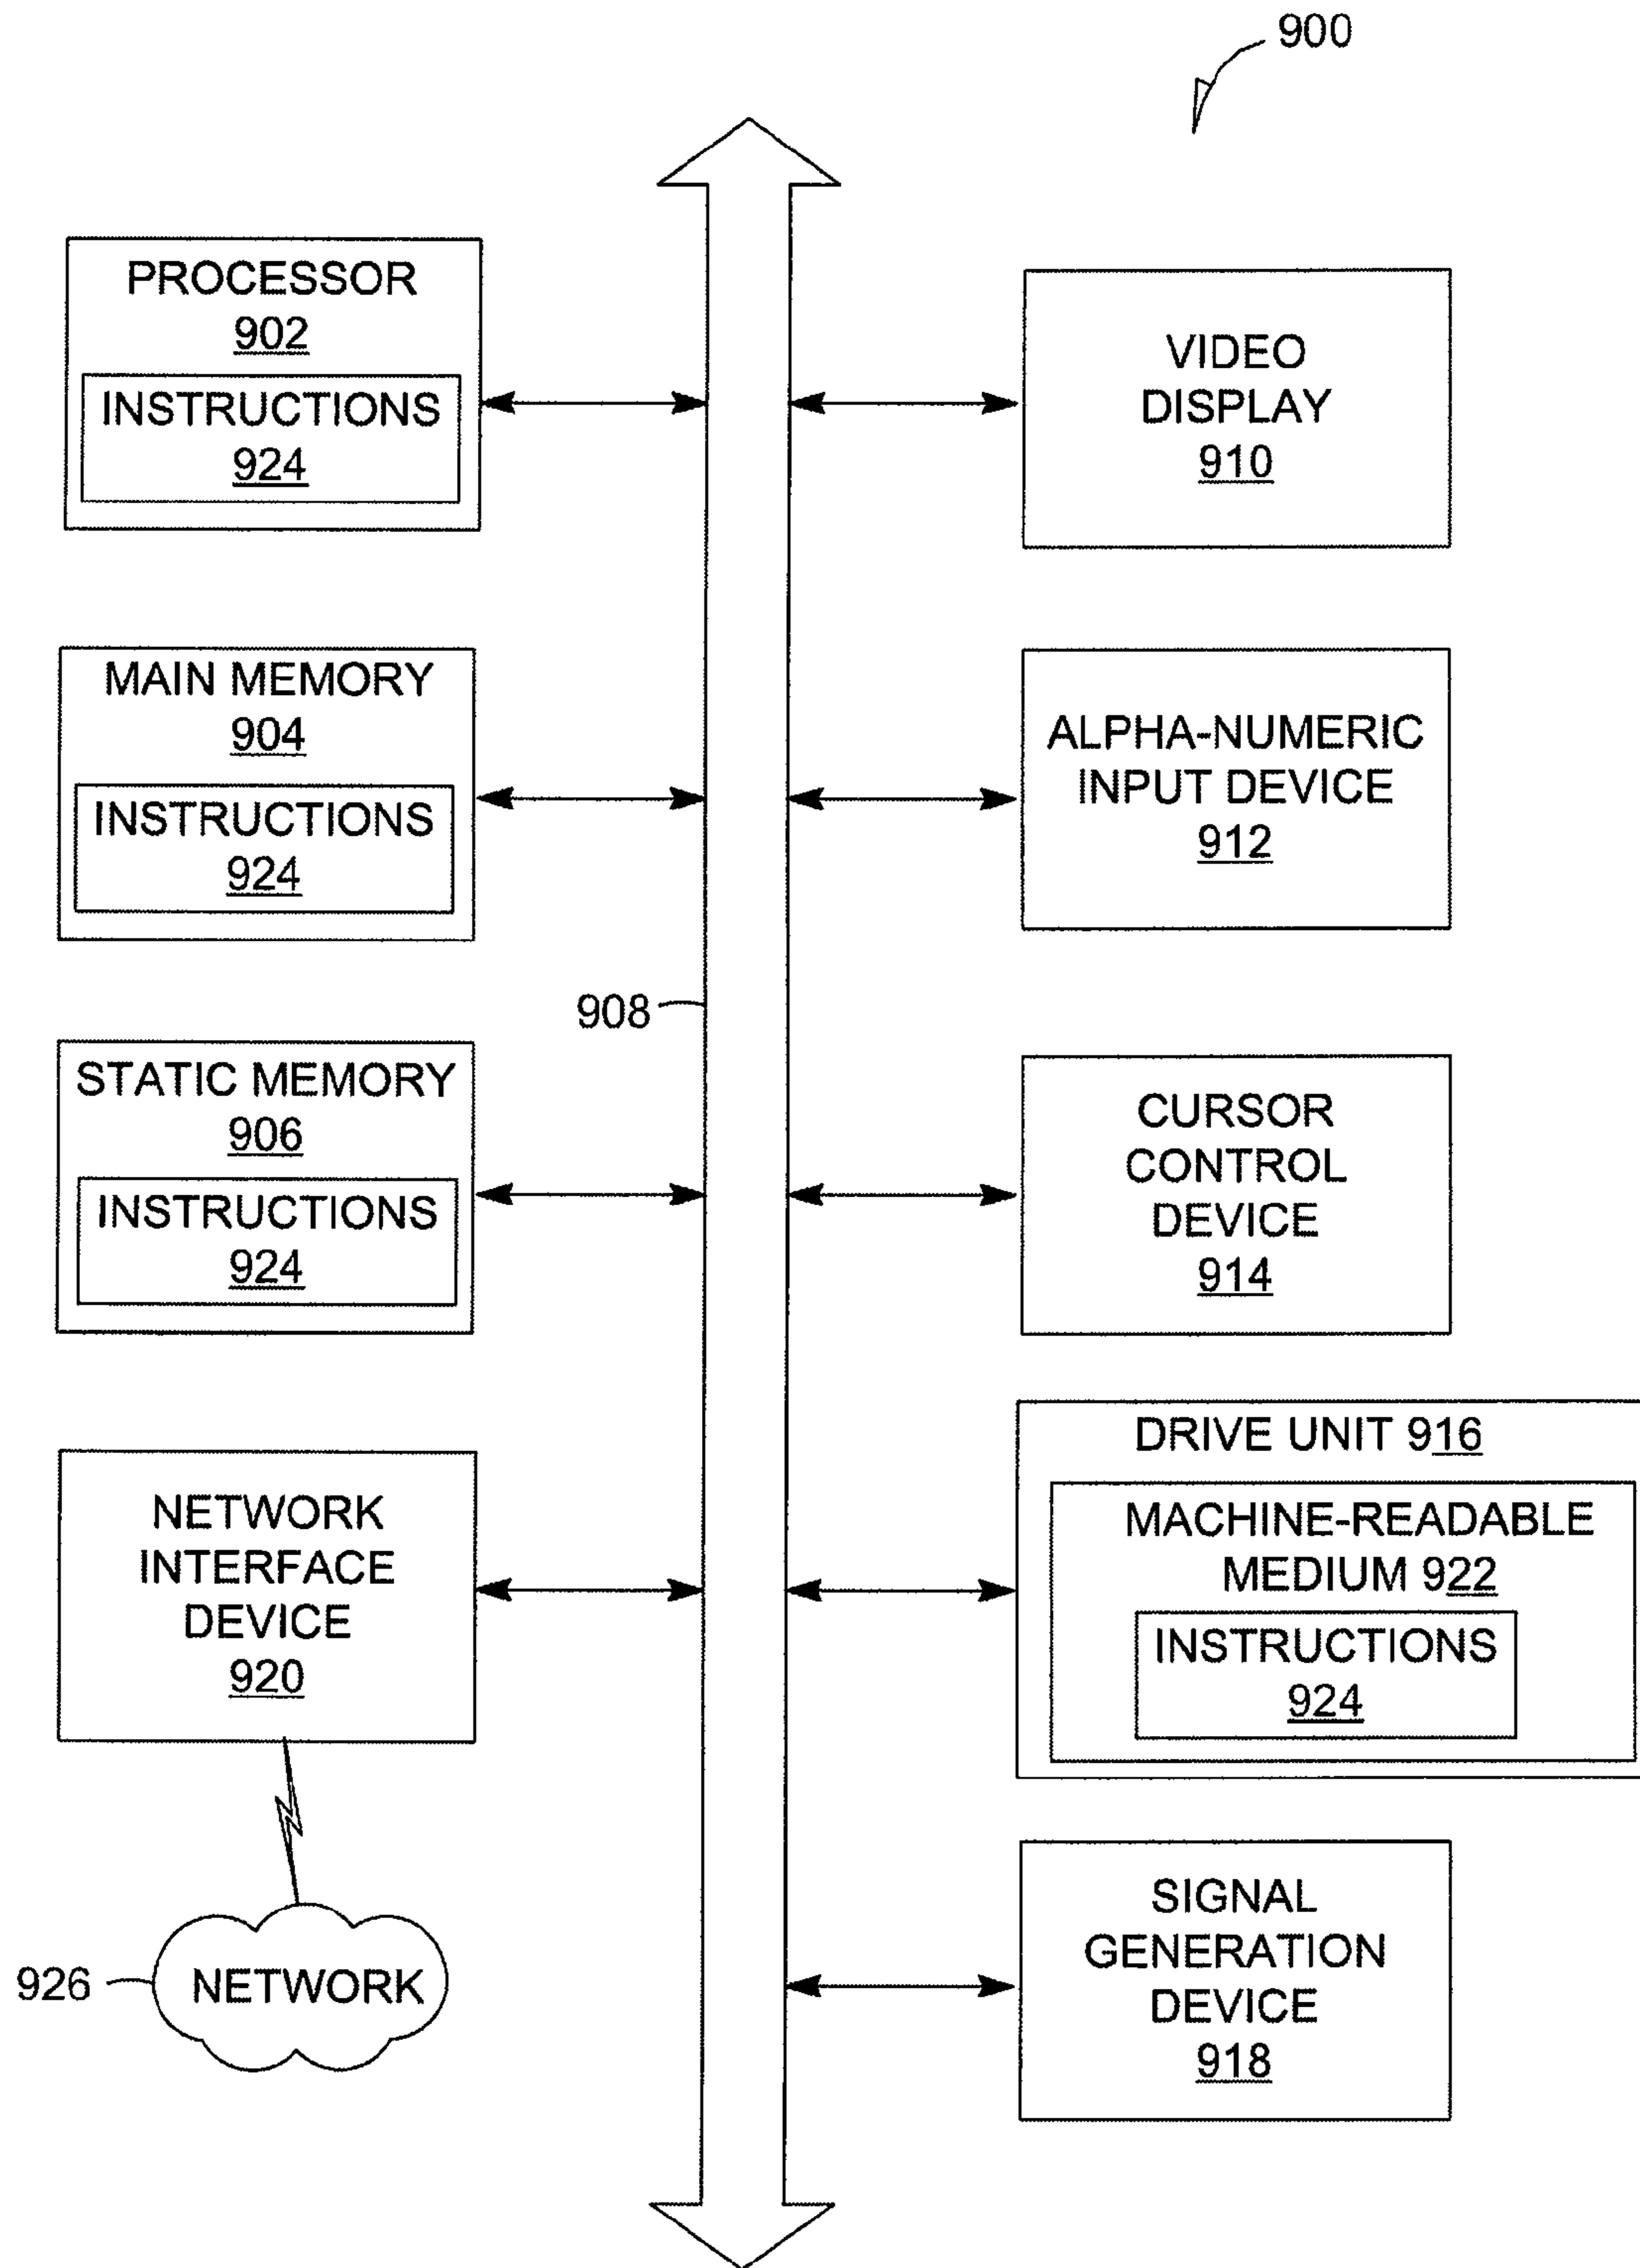 900
PROCESSOR
902
INSTRUCTIONS
924
MAIN MEMORY
904
INSTRUCTIONS
924
908
STATIC MEMORY
906
INSTRUCTIONS
924
NETWORK
INTERFACE
DEVICE
920
926
NETWORK
VIDEO
DISPLAY
910
ALPHA-NUMERIC
INPUT DEVICE
912
CURSOR
CONTROL
DEVICE
914
DRIVE UNIT 916
MACHINE-READABLE
MEDIUM 922
INSTRUCTIONS
924
SIGNAL
GENERATION
DEVICE
918